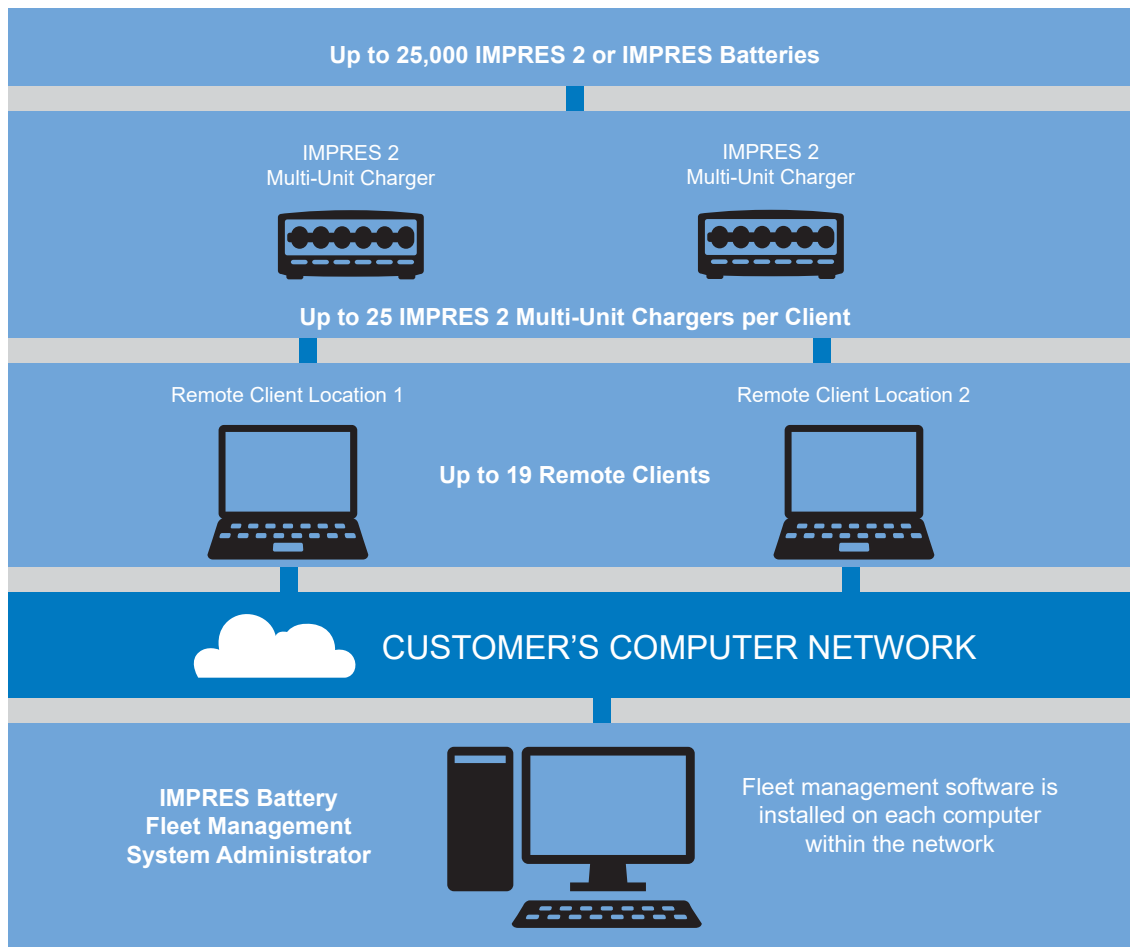 Up to 25,000 IMPRES 2 or IMPRES Batteries
IMPRES 2
Multi-Unit Charger
IMPRES 2
Multi-Unit Charger
Up to 25 IMPRES 2 Multi-Unit Chargers per Client
Remote Client Location 1
Remote Client Location 2
Up to 19 Remote Clients
CUSTOMER’S COMPUTER NETWORK
IMPRES Battery
Fleet Management
System Administrator
Fleet management software is
installed on each computer
within the network